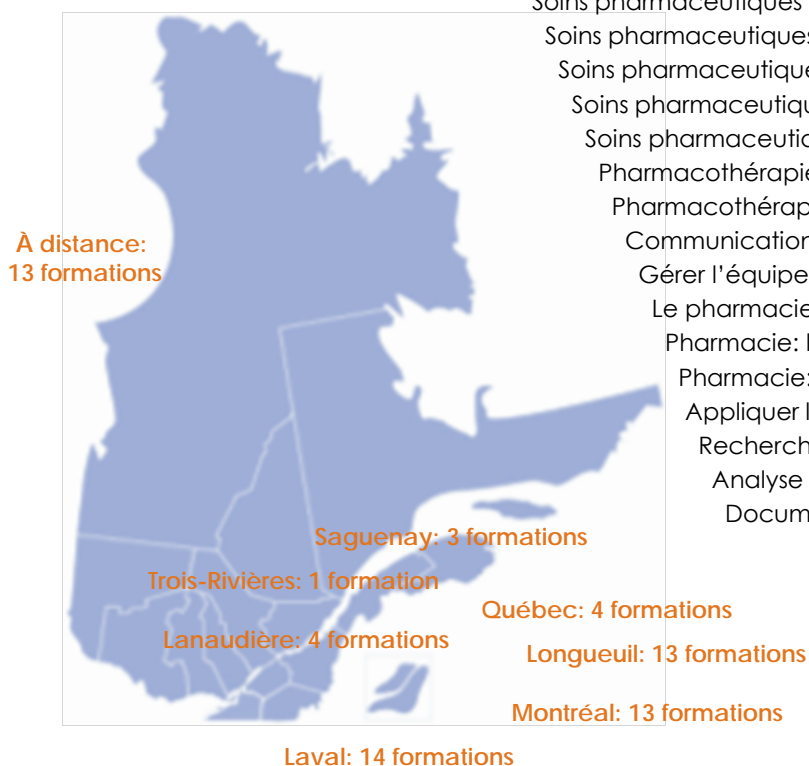 Soins pharmaceutiques
Soins pharmaceutiques
Soins pharmaceutique
Soins pharmaceutiqu
Soins pharmaceutic
Pharmacothérapie
Pharmacothérap
Communication
Gérer l'équipe
Le pharmacie
Pharmacie:
Pharmacie:
Appliquer
Recherch
Analyse
Docum
À distance:
13 formations
Saguenay: 3 formations
Trois-Rivières: 1 formation
Québec: 4 formations
Lanaudière: 4 formations
Longueuil: 13 formations
Montréal: 13 formations
Laval: 14 formations